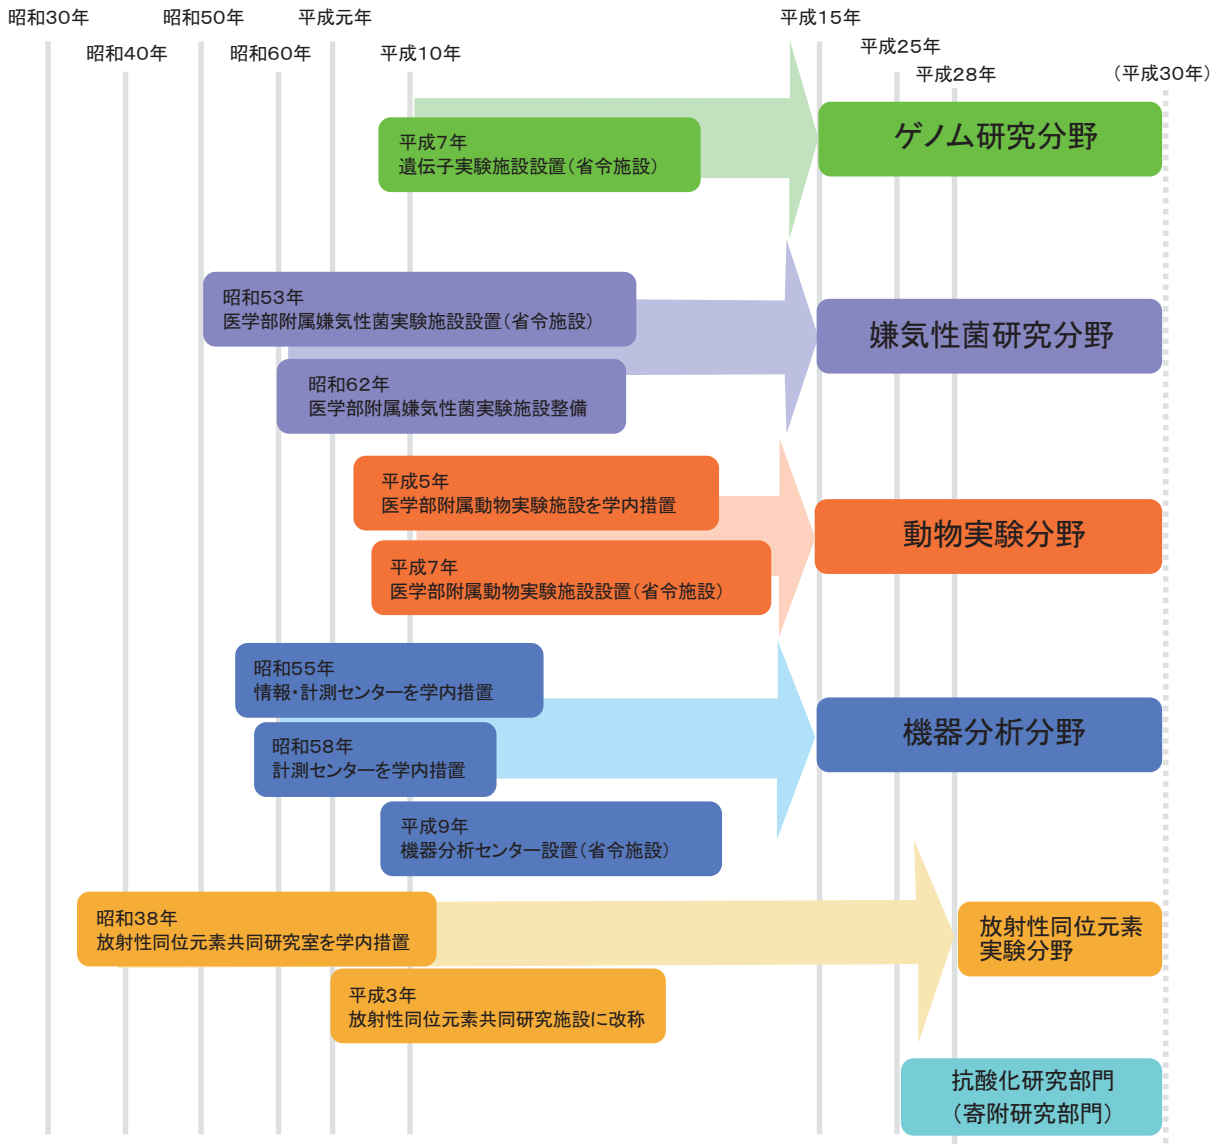 昭和30年
昭和50年
平成元年
平成15年
昭和40年
昭和60年
平成10年
平成25年
平成28年
（平成30年）
平成7年
遺伝子実験施設設置（省令施設）
ゲノム研究分野
昭和53年
医学部附属嫌気性菌実験施設設置（省令施設）
嫌気性菌研究分野
昭和62年
医学部附属嫌気性菌実験施設整備
平成5年
医学部附属動物実験施設を学内措置
動物実験分野
平成7年
医学部附属動物実験施設設置（省令施設）
昭和55年
情報・計測センターを学内措置
機器分析分野
昭和58年
計測センターを学内措置
平成9年
機器分析センター設置（省令施設）
昭和38年
放射性同位元素共同研究室を学内措置
放射性同位元素
実験分野
平成3年
放射性同位元素共同研究施設に改称
抗酸化研究部門
（寄附研究部門）